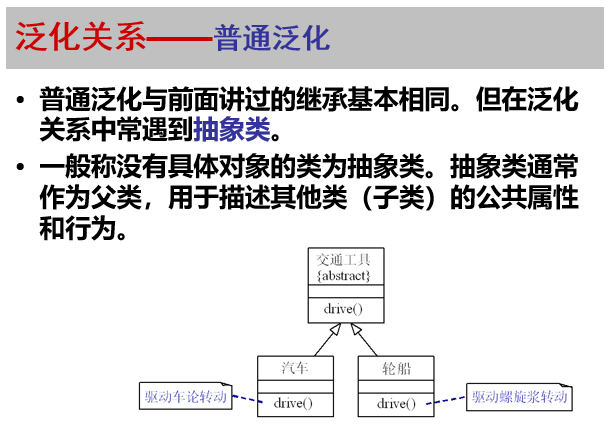 泛化关系——普通泛化
• 普通泛化与前面讲过的继承基本相同。但在泛化
关系中常遇到抽象类。
• 一般称没有具体对象的类为抽象类。抽象类通常
作为父类，用于描述其他类（子类）的公共属性
和行为。
交通工具
{abstract}
drive()
汽车
轮船
驱动车论转动
drive()
drive()
驱动螺旋浆转动